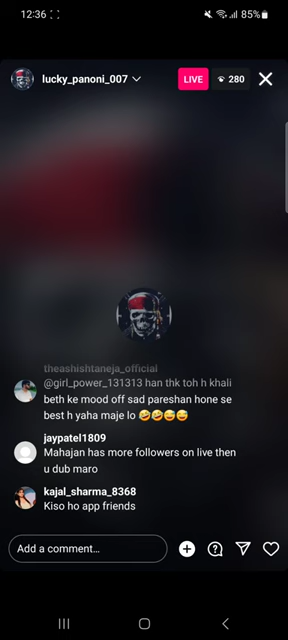 12:36
85%
lucky_panoni_007
LIVE
280
theashishtaneja_official
@girl_power_131313 han thk toh h khali
beth ke mood off sad pareshan hone se
best h yaha maje lo 🤣🤣😅😅
jaypatel1809
Mahajan has more followers on live then
u dub maro
kajal_sharma_8368
Kiso ho app friends
Add a comment...